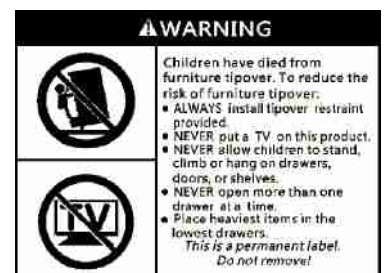 WARNING
Children have died from
furniture tipover. To reduce the
risk of furniture tipover:
• ALWAYS install tipover restraint
provided.
• NEVER put a TV on this product.
• NEVER allow children to stand,
climb or hang on drawers,
doors, or shelves.
• NEVER open more than one
drawer at a time.
• Place heaviest items in the
lowest drawers.
This is a permanent label.
Do not remove!
TV